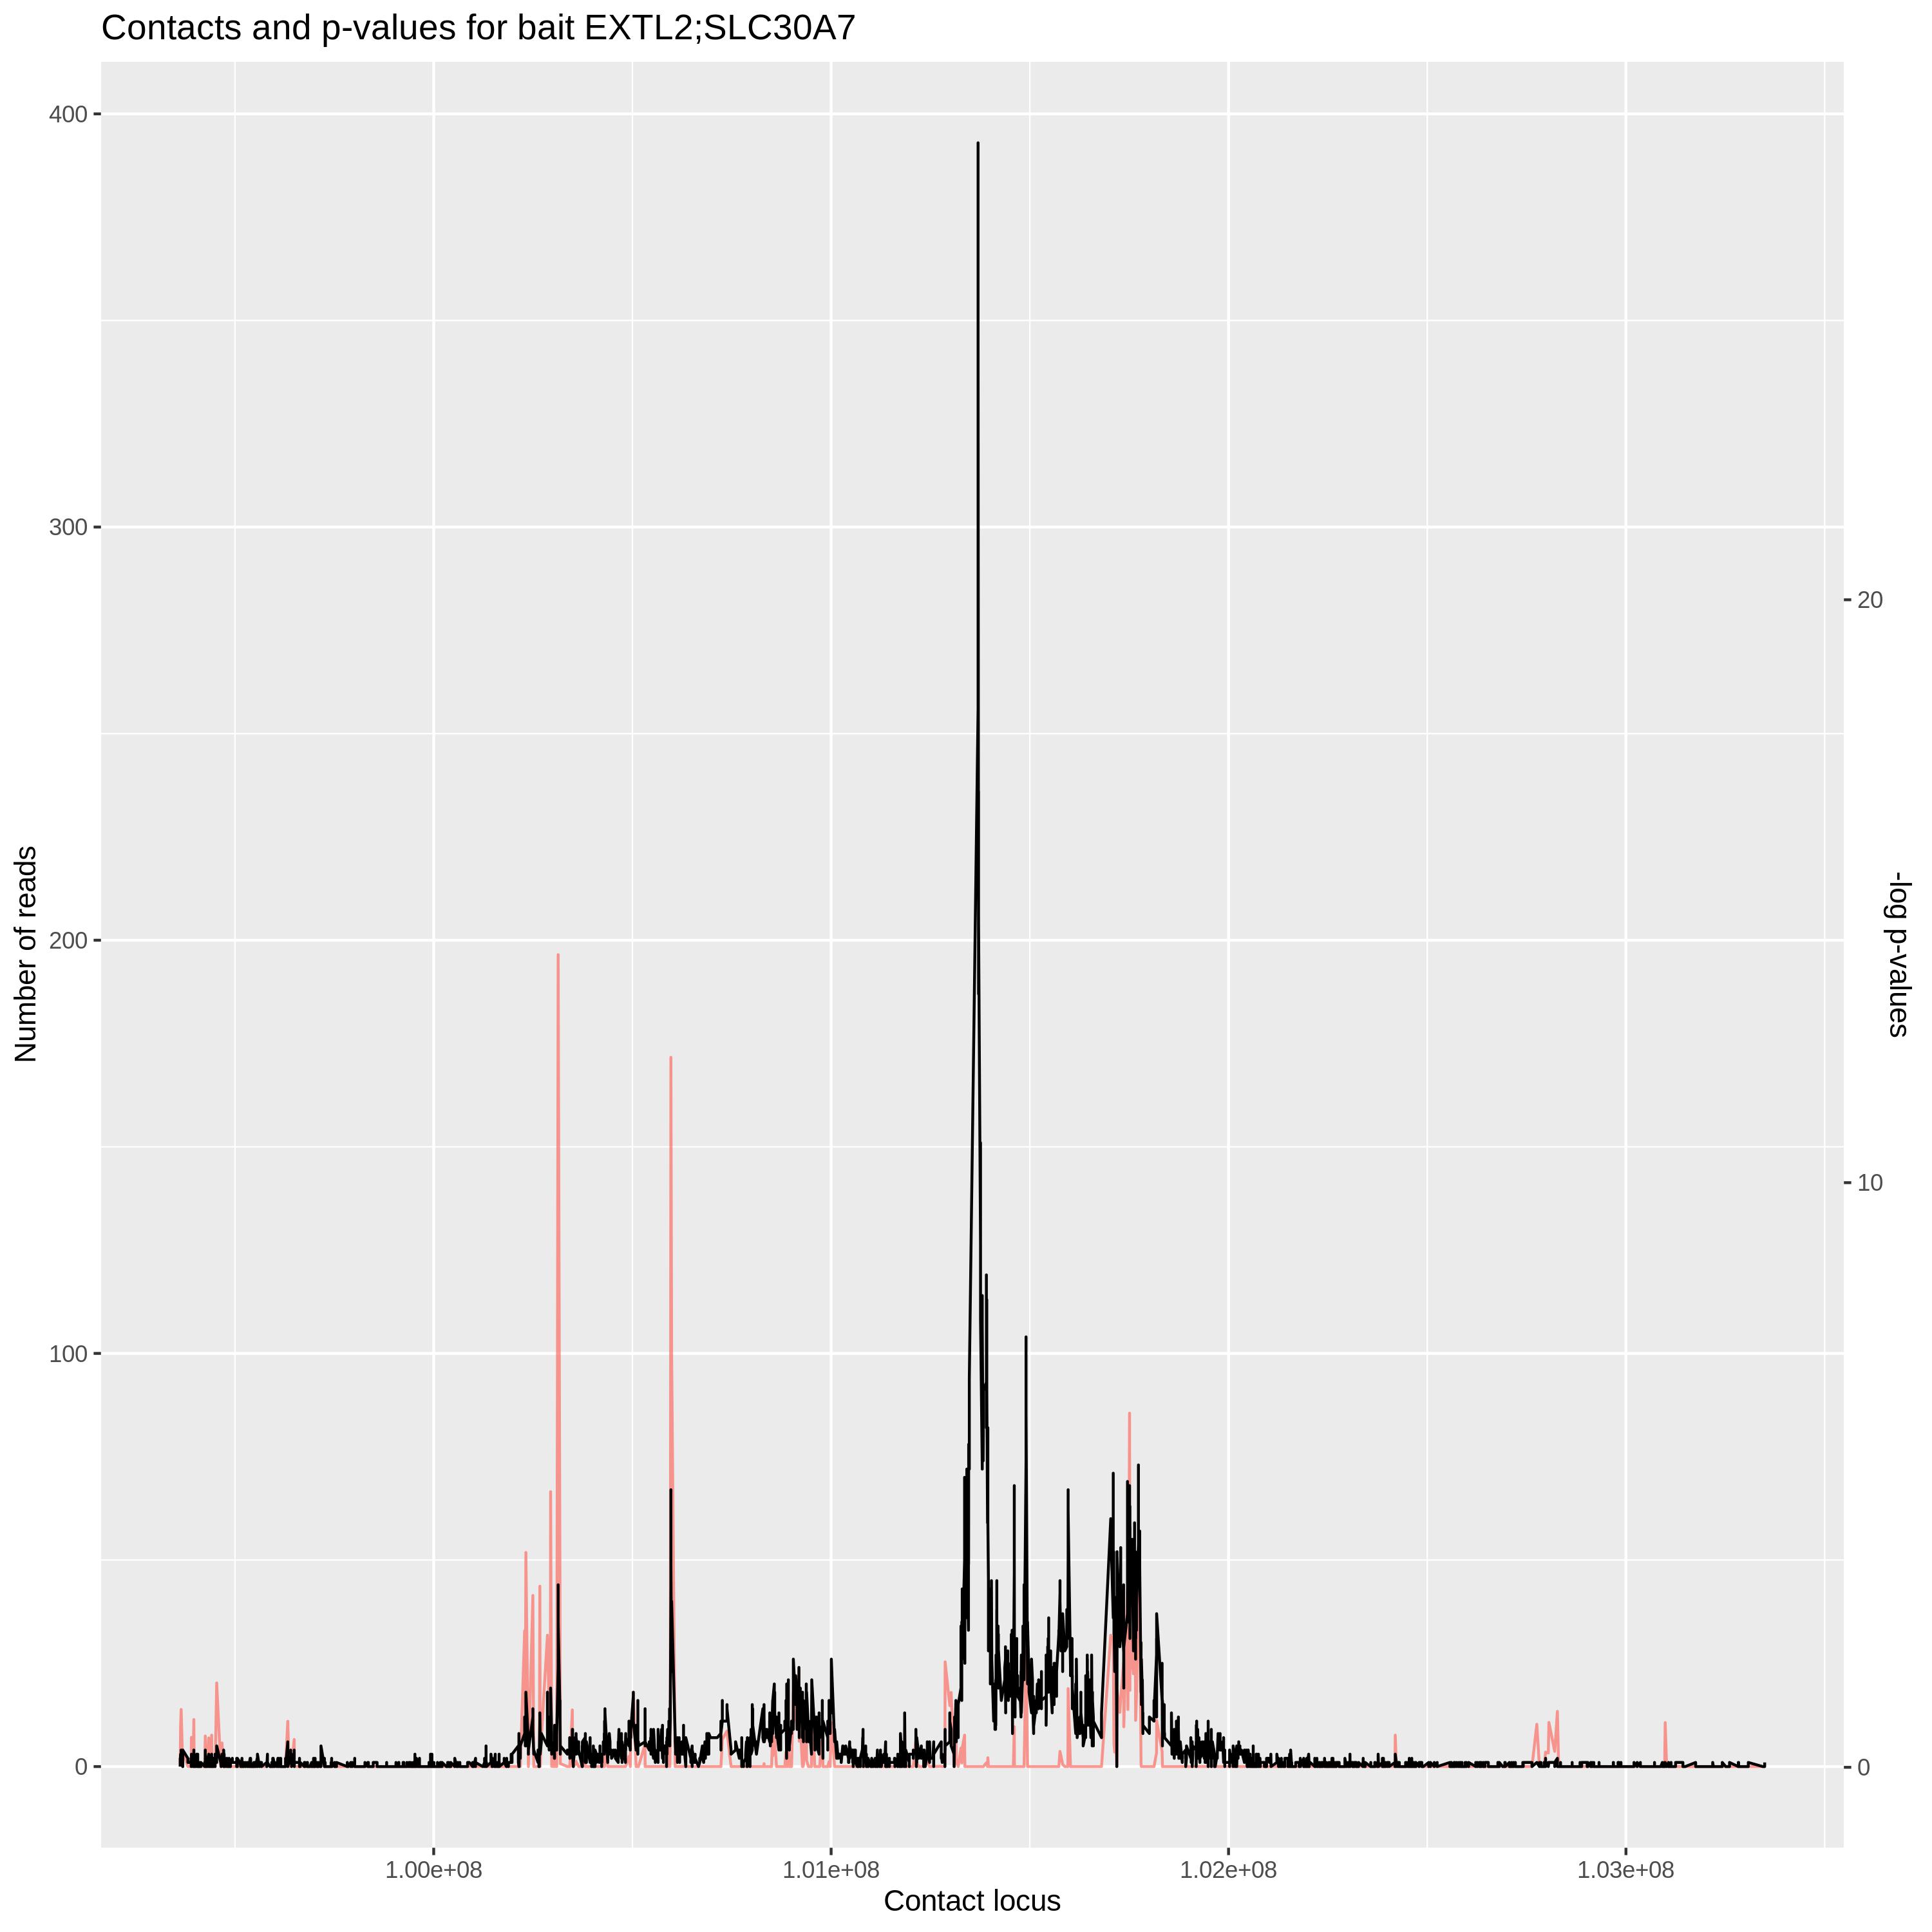 Contacts and p-values for bait EXTL2;SLC30A7
400
300
200
100
0
Number of reads
20
10
0
-log p-values
1.00e+08
1.01e+08
1.02e+08
1.03e+08
Contact locus